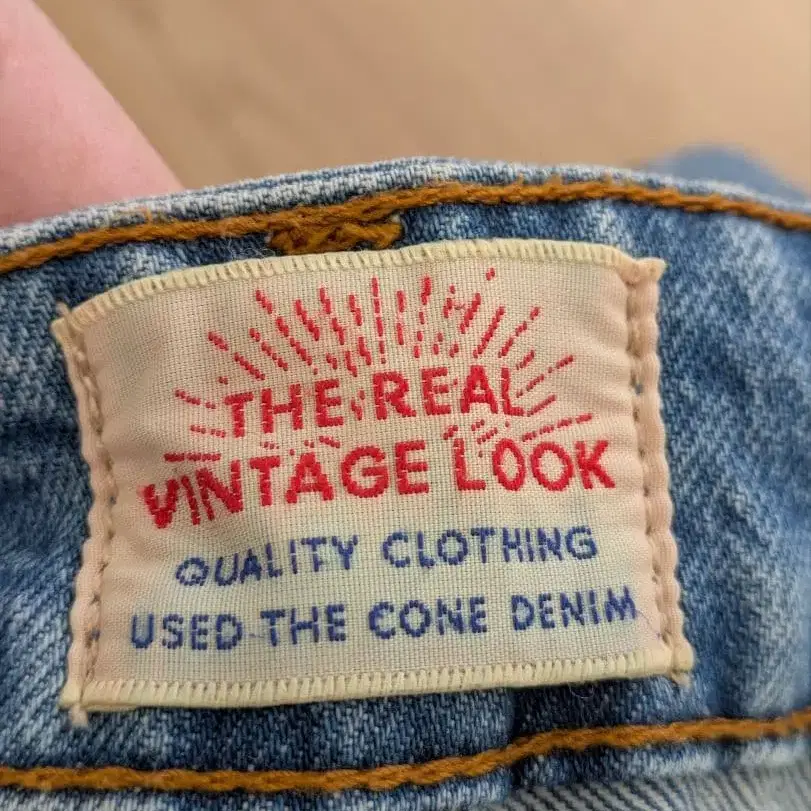 THE REAL
VINTAGE LOOK
QUALITY CLOTHING
USED THE CONE DENIM